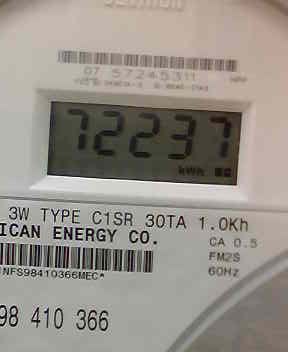 07 57245311
72237
kWh
3W TYPE C1SR 30TA 1.0Kh
ICAN ENERGY CO.
CA 0.5
FM2S
60Hz
INFS98410366MEC*
98 410 366